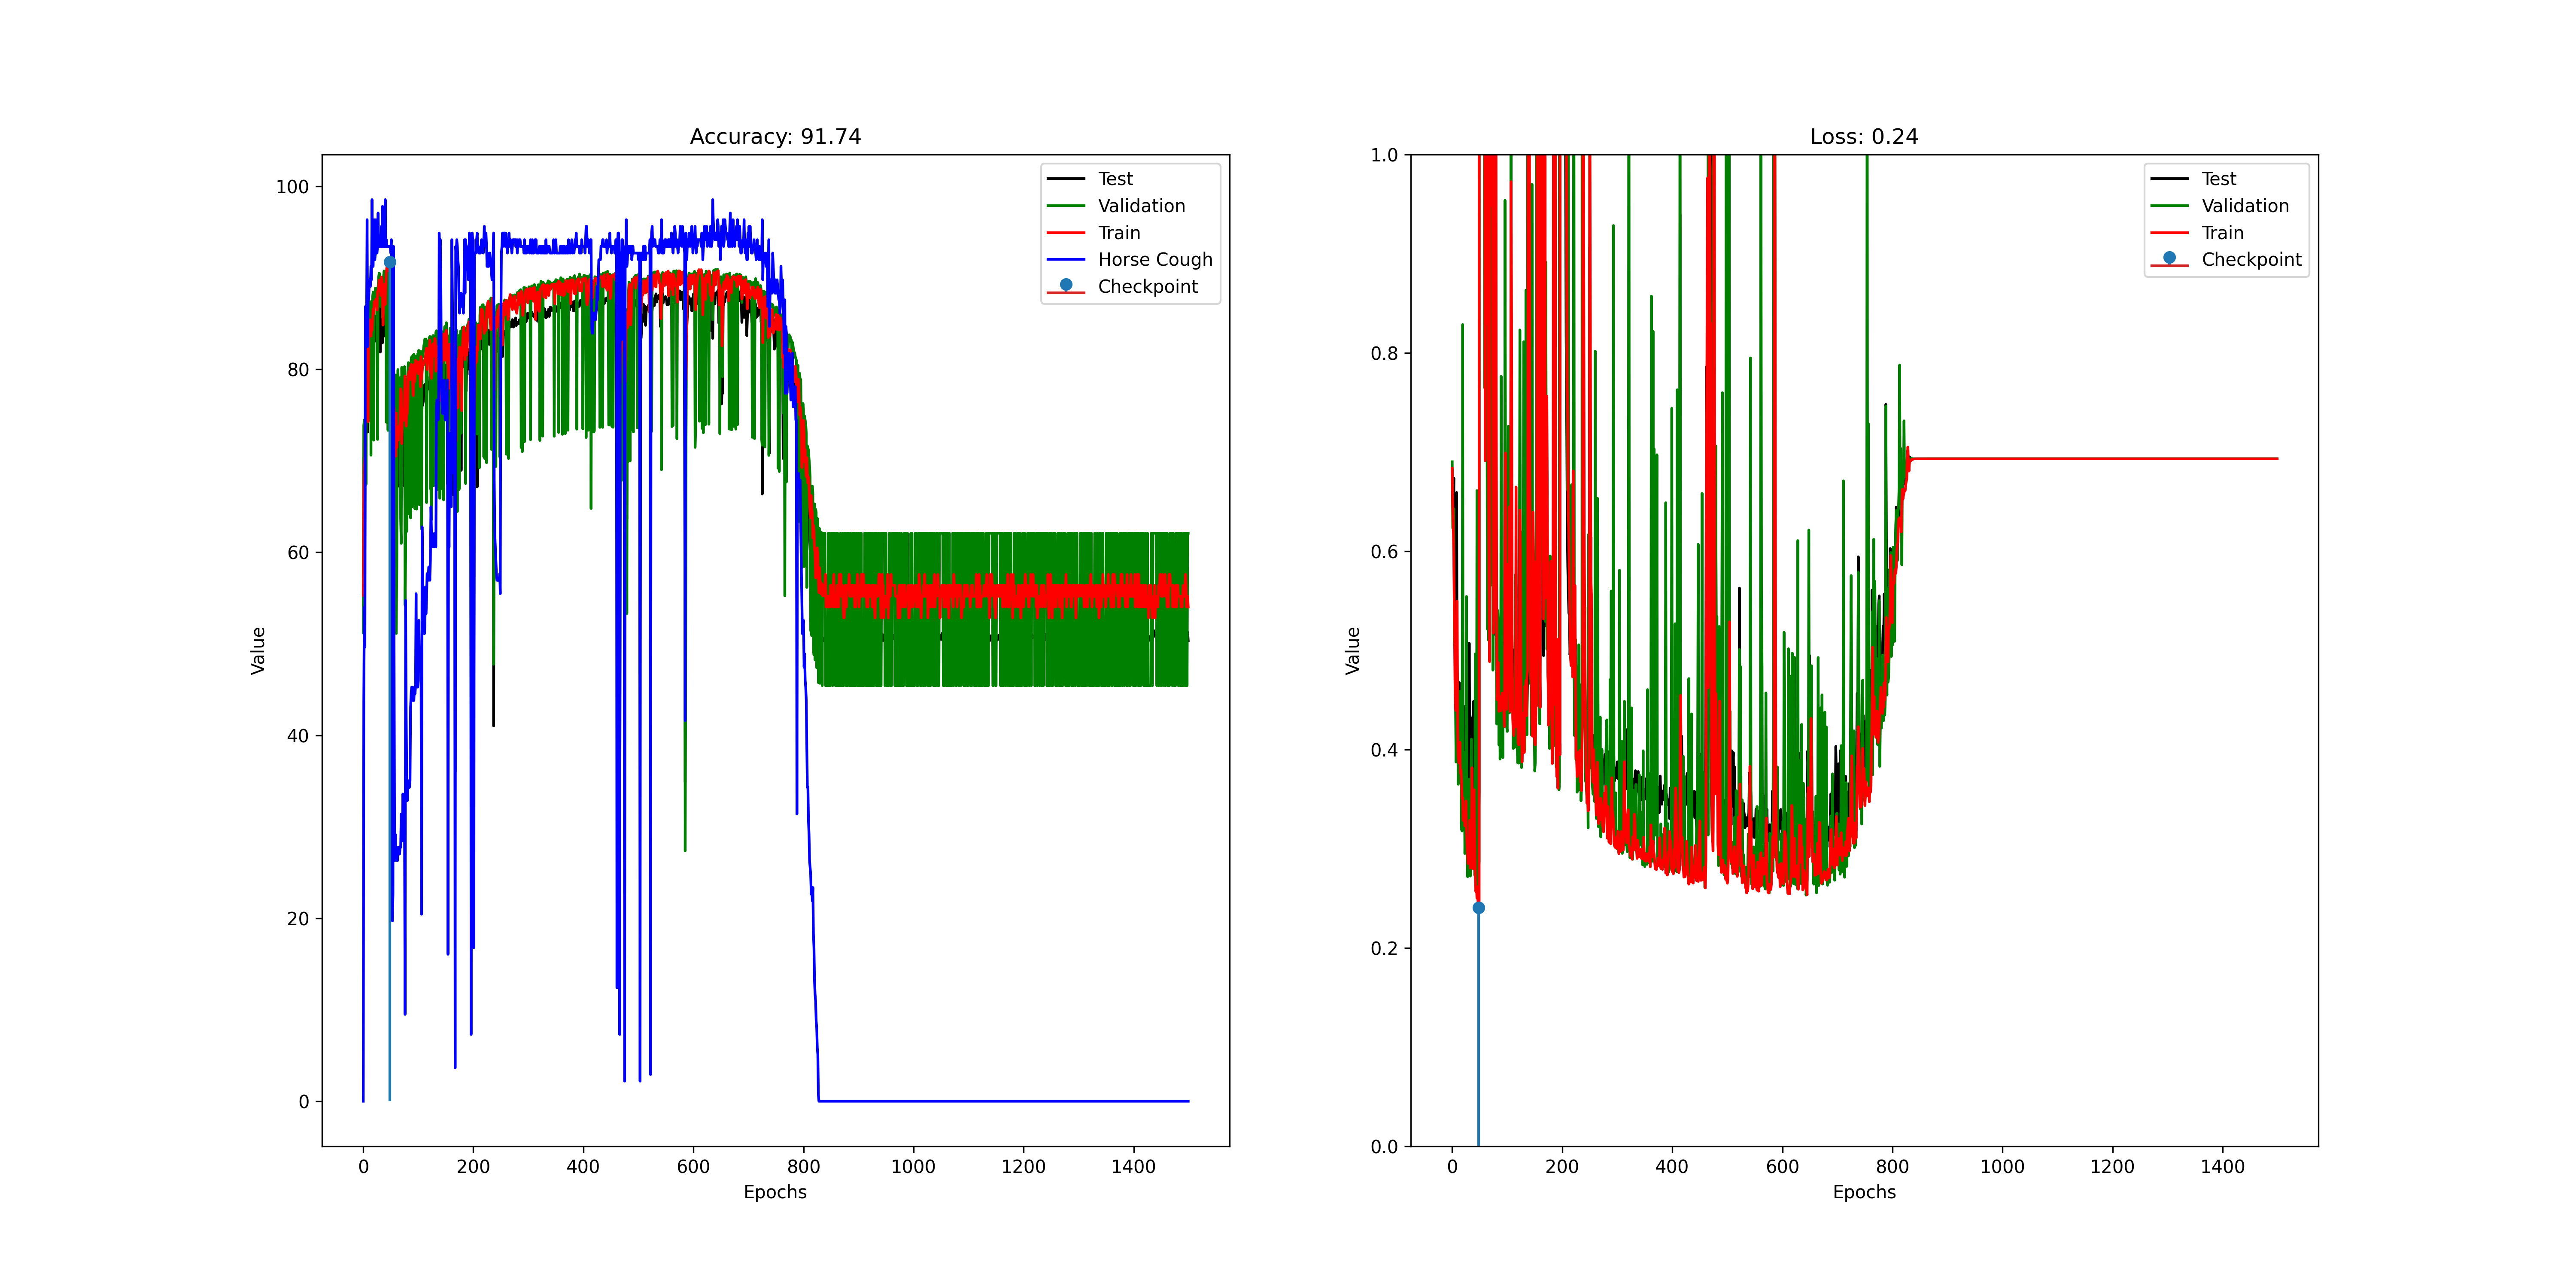 Accuracy: 91.74
Value
100
80
60
40
20
0
0 200 400 600 800 1000 1200 1400
Epochs
Test
Validation
Train
Horse Cough
Checkpoint
Loss: 0.24
Value
1.0
0.8
0.6
0.4
0.2
0.0
0 200 400 600 800 1000 1200 1400
Epochs
Test
Validation
Train
Checkpoint